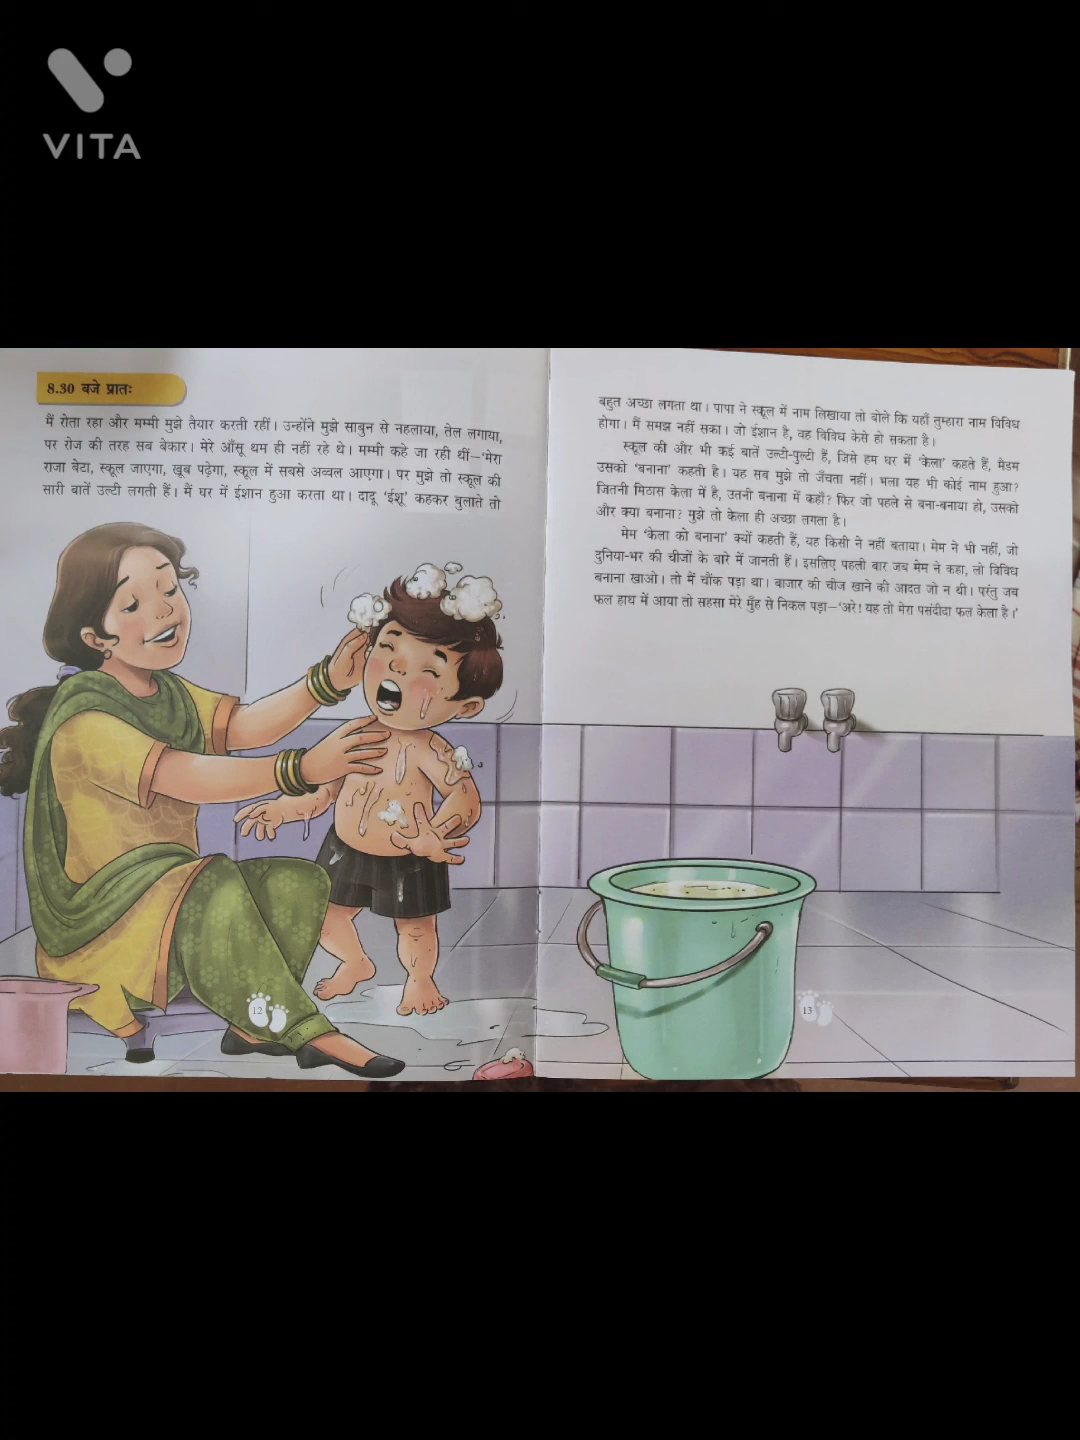 VITA
8.30 बजे प्रातः
मैं रोता रहा और मम्मी मुझे तैयार करती रहीं। उन्होंने मुझे साबुन से नहलाया, तेल लगाया,
पर रोज की तरह सब बेकार। मेरे आँसू थम ही नहीं रहे थे। मम्मी कहे जा रही थीं–‘मेरा
राजा बेटा, स्कूल जाएगा, खूब पढ़ेगा, स्कूल में सबसे अव्वल आएगा। पर मुझे तो स्कूल की
सारी बातें उल्टी लगती हैं। मैं घर में ईशान हुआ करता था। दादू ‘ईशू’ कहकर बुलाते तो
12
बहुत अच्छा लगता था। पापा ने स्कूल में नाम लिखाया तो बोले कि यहाँ तुम्हारा नाम विविध
होगा। मैं समझ नहीं सका। जो ईशान है, वह विविध कैसे हो सकता है।
स्कूल की और भी कई बातें उल्टी-पुल्टी हैं, जिसे हम घर में ‘केला’ कहते हैं, मैडम
उसको ‘बनाना’ कहती है। यह सब मुझे तो जँचता नहीं। भला यह भी कोई नाम हुआ?
जितनी मिठास केला में है, उतनी बनाना में कहाँ? फिर जो पहले से बना-बनाया हो, उसको
और क्या बनाना? मुझे तो केला ही अच्छा लगता है।
मेम ‘केला को बनाना’ क्यों कहती हैं, यह किसी ने नहीं बताया। मेम ने भी नहीं, जो
दुनिया-भर की चीजों के बारे में जानती हैं। इसलिए पहली बार जब मेम ने कहा, लो विविध
बनाना खाओ। तो मैं चौंक पड़ा था। बाजार की चीज खाने की आदत जो न थी। परंतु जब
फल हाथ में आया तो सहसा मेरे मुँह से निकल पड़ा–‘अरे! यह तो मेरा पसंदीदा फल केला है।’
13